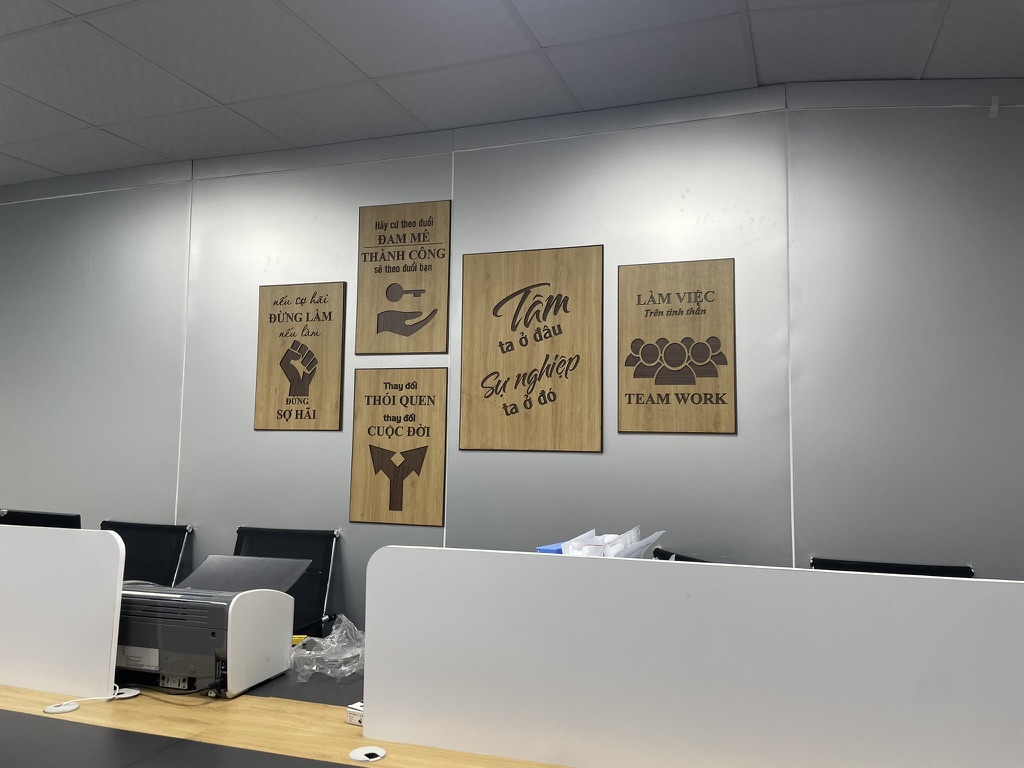 nếu sợ hãi
ĐỪNG LÀM
nếu làm
ĐỪNG
SỢ HÃI
Hãy cứ theo đuổi
ĐAM MÊ
THÀNH CÔNG
sẽ theo đuổi bạn
Thay đổi
THÓI QUEN
thay đổi
CUỘC ĐỜI
Tâm
ta ở đâu
Sự nghiệp
ta ở đó
LÀM VIỆC
Trên tinh thần
TEAM WORK